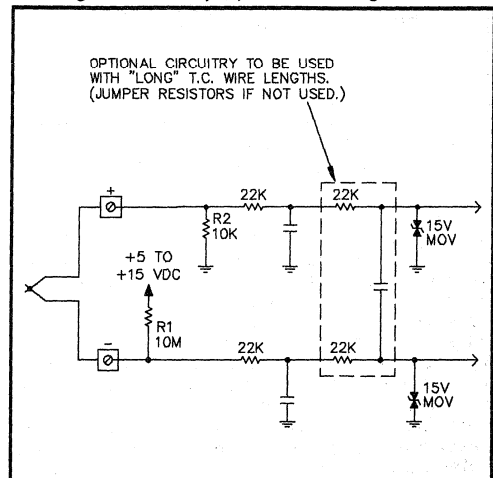 OPTIONAL CIRCUITRY TO BE USED
WITH "LONG" T.C. WIRE LENGTHS.
(JUMPER RESISTORS IF NOT USED.)
+
22K
22K
R2
10K
15V
MOV
+5 TO
+15 VDC
R1
10M
−
22K
22K
15V
MOV